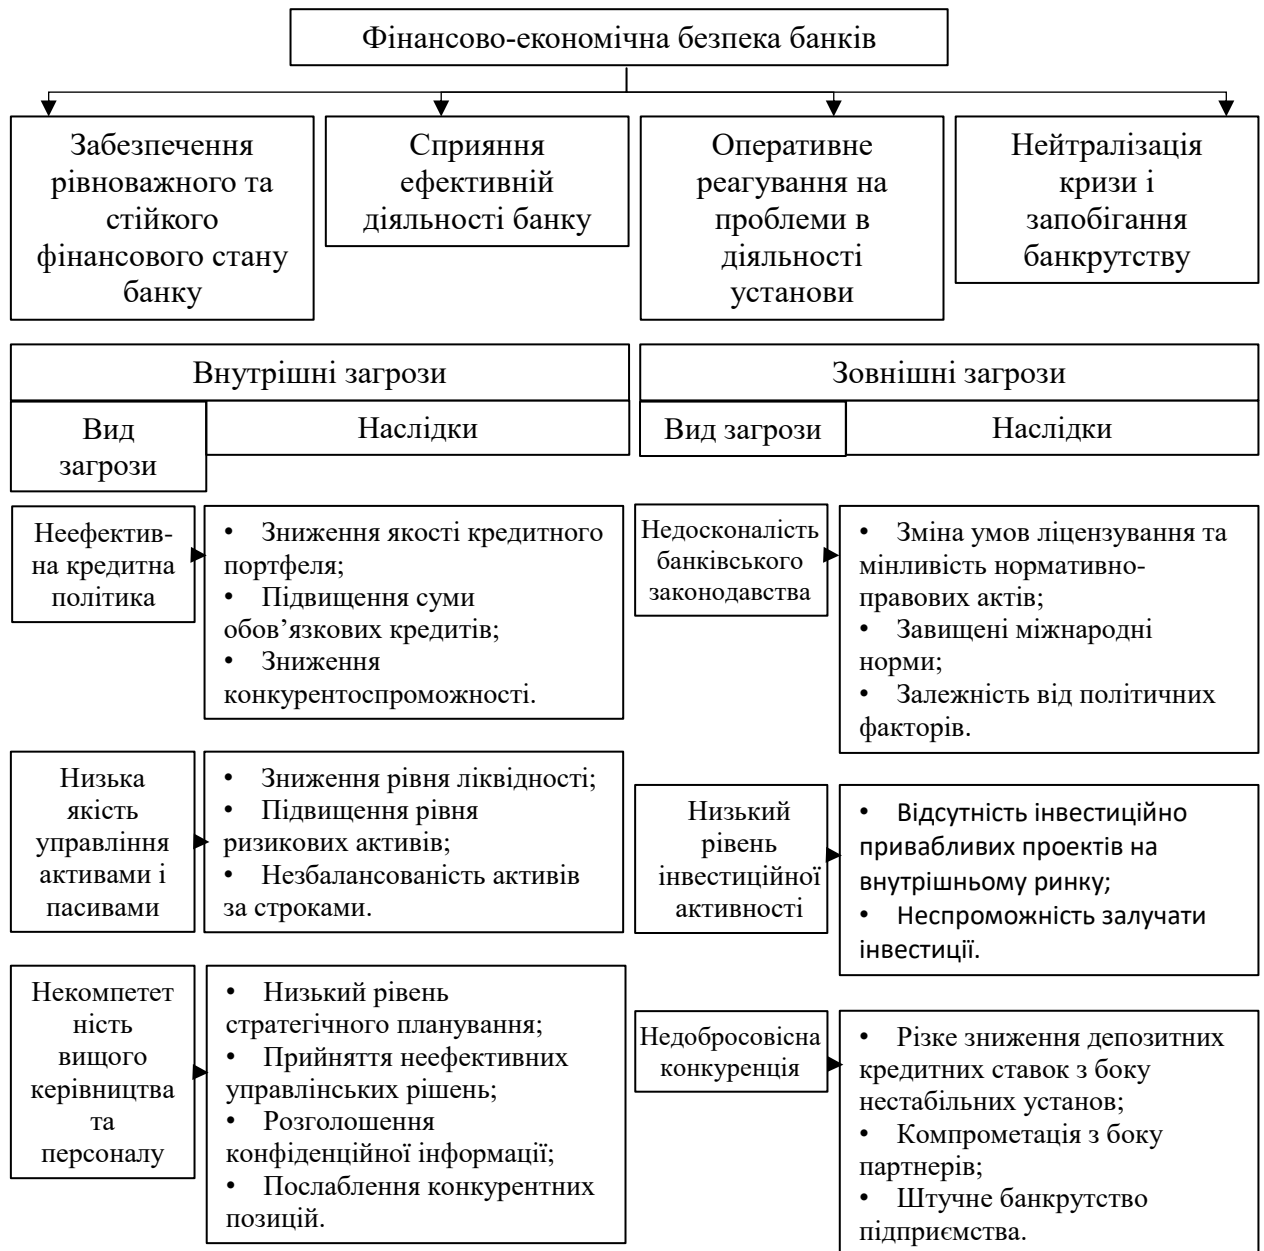 Фінансово-економічна безпека банків
Забезпечення
рівноважного та
стійкого
фінансового стану
банку
Сприяння
ефективній
діяльності банку
Оперативне
реагування на
проблеми в
діяльності
установи
Нейтралізація
кризи і
запобігання
банкрутству
Внутрішні загрози
Вид
загрози
Наслідки
Зовнішні загрози
Вид загрози
Наслідки
Неефектив-
на кредитна
політика
• Зниження якості кредитного
портфеля;
• Підвищення суми
обов’язкових кредитів;
• Зниження
конкурентоспроможності.
Недосконалість
банківського
законодавства
• Зміна умов ліцензування та
мінливість нормативно-
правових актів;
• Завищені міжнародні
норми;
• Залежність від політичних
факторів.
Низька
якість
управління
активами і
пасивами
• Зниження рівня ліквідності;
• Підвищення рівня
ризикових активів;
• Незбалансованість активів
за строками.
Низький
рівень
інвестиційної
активності
• Відсутність інвестиційно
привабливих проектів на
внутрішньому ринку;
• Неспроможність залучати
інвестиції.
Некомпетет
ність
вищого
керівництва
та
персоналу
• Низький рівень
стратегічного планування;
• Прийняття неефективних
управлінських рішень;
• Розголошення
конфіденційної інформації;
• Послаблення конкурентних
позицій.
Недобросовісна
конкуренція
• Різке зниження депозитних
кредитних ставок з боку
нестабільних установ;
• Компрометація з боку
партнерів;
• Штучне банкрутство
підприємства.